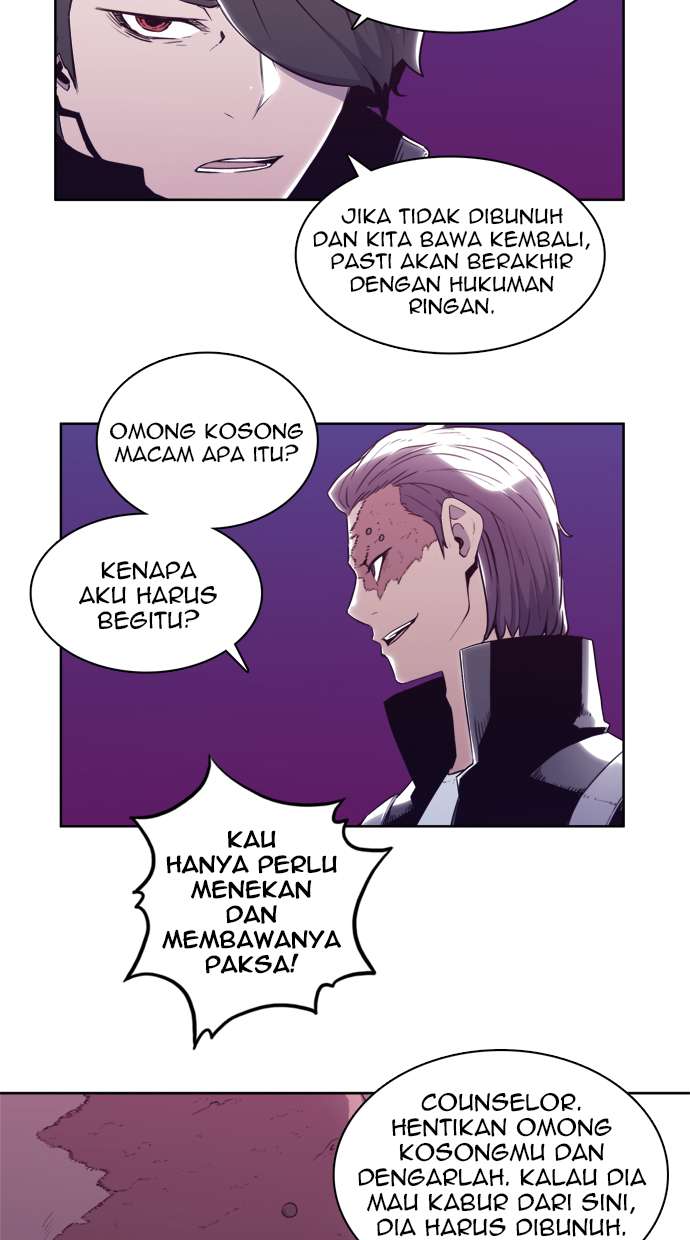 JIKA TIDAK DIBUNUH
DAN KITA BAWA KEMBALI,
PASTI AKAN BERAKHIR
DENGAN HUKUMAN
RINGAN.
OMONG KOSONG
MACAM APA ITU?
KENAPA
AKU HARUS
BEGITU?
KAU
HANYA PERLU
MENEKAN
DAN
MEMBAWANYA
PAKSA!
COUNSELOR.
HENTIKAN OMONG
KOSONGMU DAN
DENGARLAH. KALAU DIA
MAU KABUR DARI SINI,
DIA HARUS DIBUNUH.